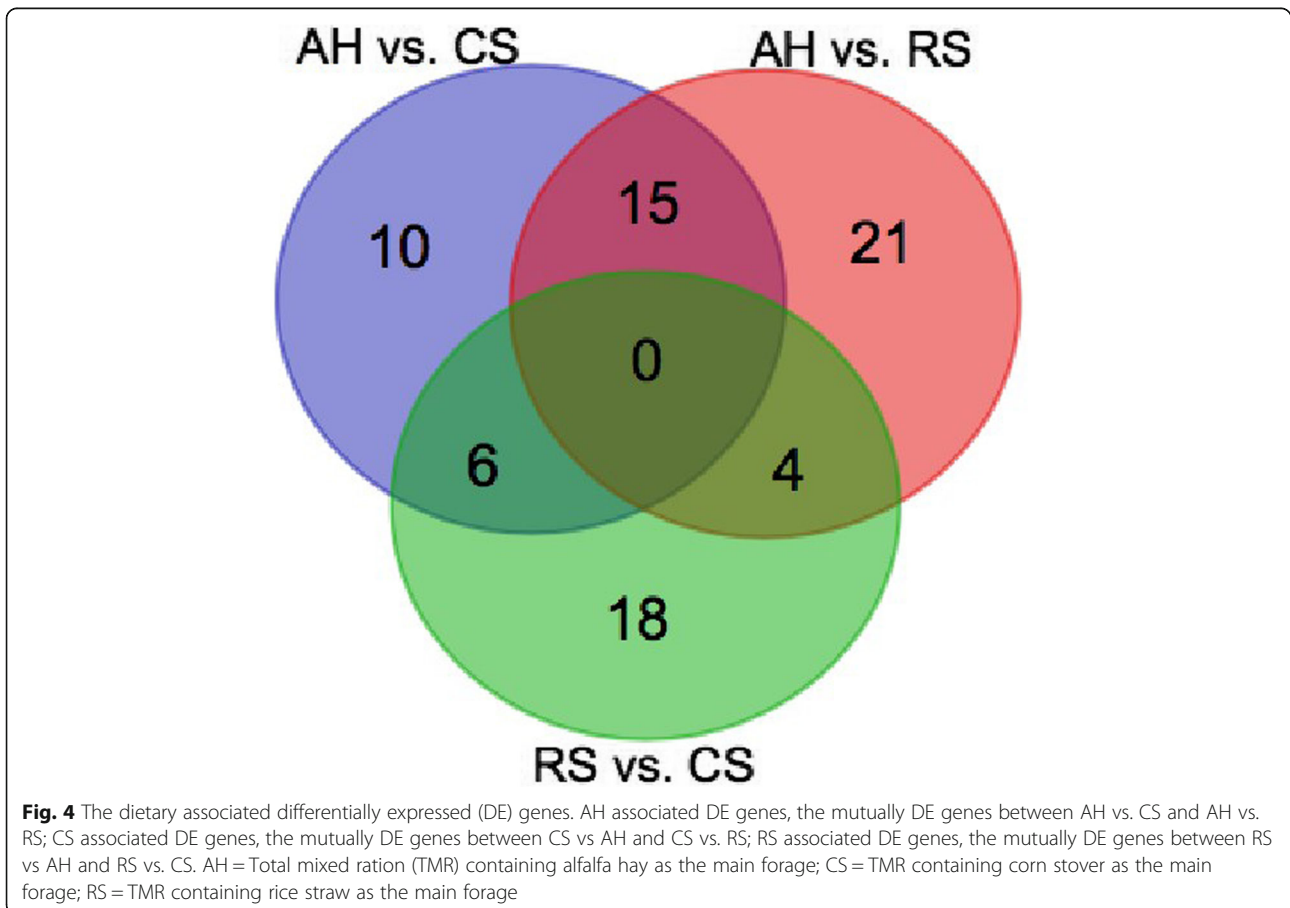 AH vs. CS
AH vs. RS
15
10
21
0
6
4
18
RS vs. CS
Fig. 4 The dietary associated differentially expressed (DE) genes. AH associated DE genes, the mutually DE genes between AH vs. CS and AH vs.
RS; CS associated DE genes, the mutually DE genes between CS vs AH and CS vs. RS; RS associated DE genes, the mutually DE genes between RS
vs AH and RS vs. CS. AH = Total mixed ration (TMR) containing alfalfa hay as the main forage; CS = TMR containing corn stover as the main
forage; RS = TMR containing rice straw as the main forage